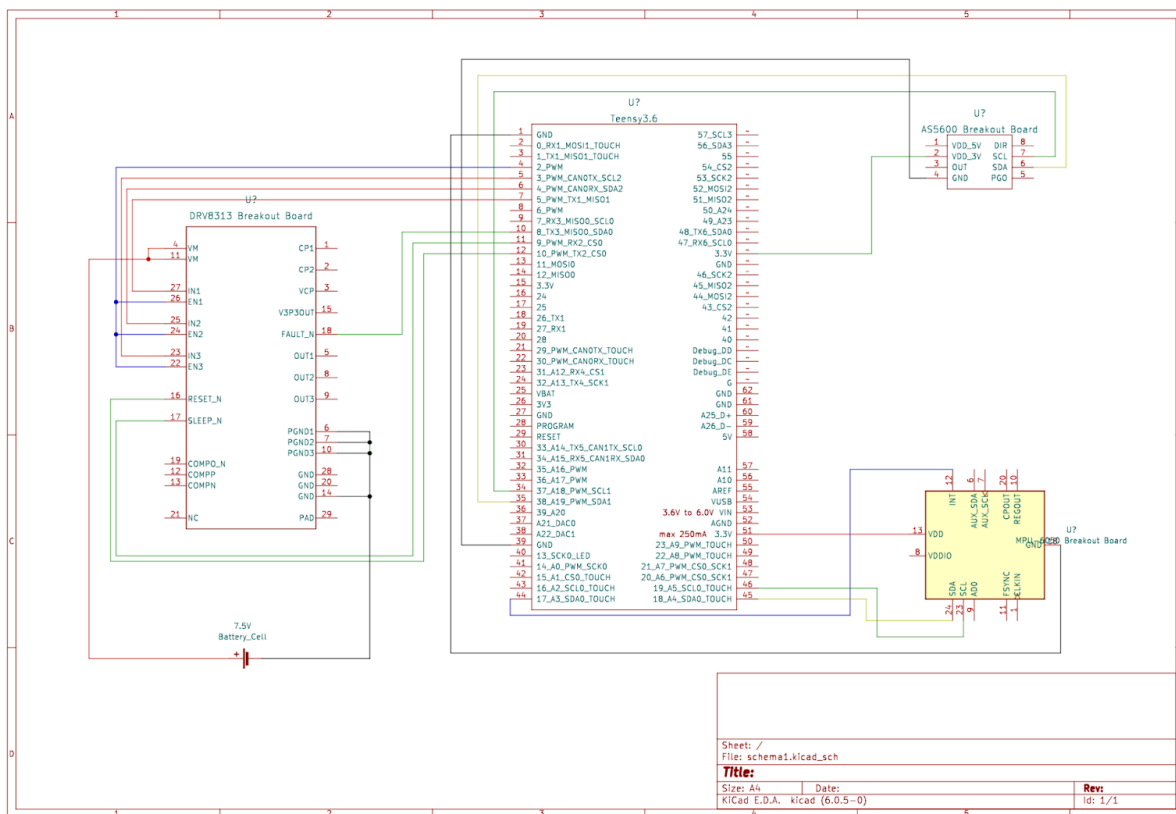 1 2 3 4 5
A
B
C
D
U?
DRV8313 Breakout Board
4 VM
11 VM
27 IN1
26 EN1
25 IN2
24 EN2
23 IN3
22 EN3
16 RESET_N
17 SLEEP_N
19 COMPO_N
12 COMPP
13 COMPN
21 NC
CP1 1
CP2 2
VCP 3
V3P3OUT 15
FAULT_N 18
OUT1 5
OUT2 8
OUT3 9
PGND1 6
PGND2 7
PGND3 10
GND 28
GND 20
GND 14
PAD 29
7.5V
Battery_Cell
+
U?
Teensy3.6
1 GND
2 0_RX1_MOSI1_TOUCH
3 1_TX1_MISO1_TOUCH
4 2_PWM
5 3_PWM_CAN0TX_SCL2
6 4_PWM_CAN0RX_SDA2
7 5_PWM_TX1_MISO1
8 6_PWM
9 7_RX3_MISO0_SCL0
10 8_TX3_MISO0_SDA0
11 9_PWM_RX2_CS0
12 10_PWM_TX2_CS0
13 11_MOSI0
14 12_MISO0
15 3.3V
16 24
17 25
18 26_TX1
19 27_RX1
20 28
21 29_PWM_CAN0TX_TOUCH
22 30_PWM_CAN0RX_TOUCH
23 31_A12_RX4_CS1
24 32_A13_TX4_SCK1
25 VBAT
26 3V3
27 GND
28 PROGRAM
29 RESET
30 33_A14_TX5_CAN1TX_SCL0
31 34_A15_RX5_CAN1RX_SDA0
32 35_A16_PWM
33 36_A17_PWM
34 37_A18_PWM_SCL1
35 38_A19_PWM_SDA1
36 39_A20
37 A21_DAC0
38 A22_DAC1
39 GND
40 13_SCK0_LED
41 14_A0_PWM_SCK0
42 15_A1_CS0_TOUCH
43 16_A2_SCL0_TOUCH
44 17_A3_SDA0_TOUCH
57_SCL3 -
56_SDA3 -
55 -
54_CS2 -
53_SCK2 -
52_MOSI2 -
51_MISO2 -
50_A24 -
49_A23 -
48_TX6_SDA0 -
47_RX6_SCL0 -
3.3V -
GND -
46_SCK2 -
45_MISO2 -
44_MOSI2 -
43_CS2 -
42 -
41 -
40 -
Debug_DD -
Debug_DC -
Debug_DE -
G -
GND 62
GND 61
A25_D+ 60
A26_D- 59
5V 58
A11 57
A10 56
AREF 55
VUSB 54
3.6V to 6.0V VIN 53
AGND 52
max 250mA 3.3V 51
23_A9_PWM_TOUCH 50
22_A8_PWM_TOUCH 49
21_A7_PWM_CS0_SCK1 48
20_A6_PWM_CS0_SCK1 47
19_A5_SCL0_TOUCH 46
18_A4_SDA0_TOUCH 45
U?
AS5600 Breakout Board
1 VDD_5V
2 VDD_3V
3 OUT
4 GND
DIR 8
SCL 7
SDA 6
PGO 5
U?
MPU-6050 Breakout Board
12 INT
6 AUX_SDA
7 AUX_SCK
20 CPOUT
10 REGOUT
13 VDD
8 VDDIO
GND
24 SDA
23 SCL
9 AD0
11 FSYNC
1 CLKIN
Sheet: /
File: schema1.kicad_sch
Title:
Size: A4 Date: Rev:
KiCad E.D.A. kicad (6.0.5-0) Id: 1/1